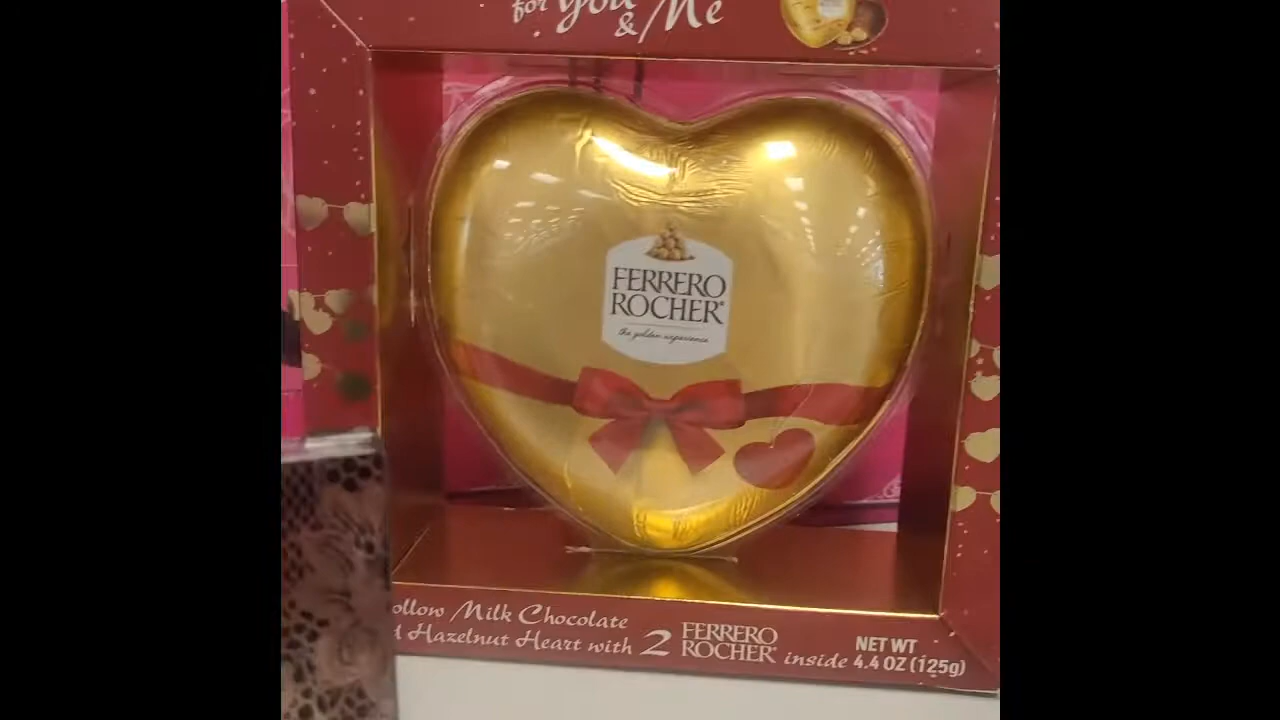 for You
& Me
FERRERO
ROCHER
the golden experience
ollow Milk Chocolate
d Hazelnut Heart with 2 FERRERO ROCHER inside
NET WT
4.4 OZ (125g)